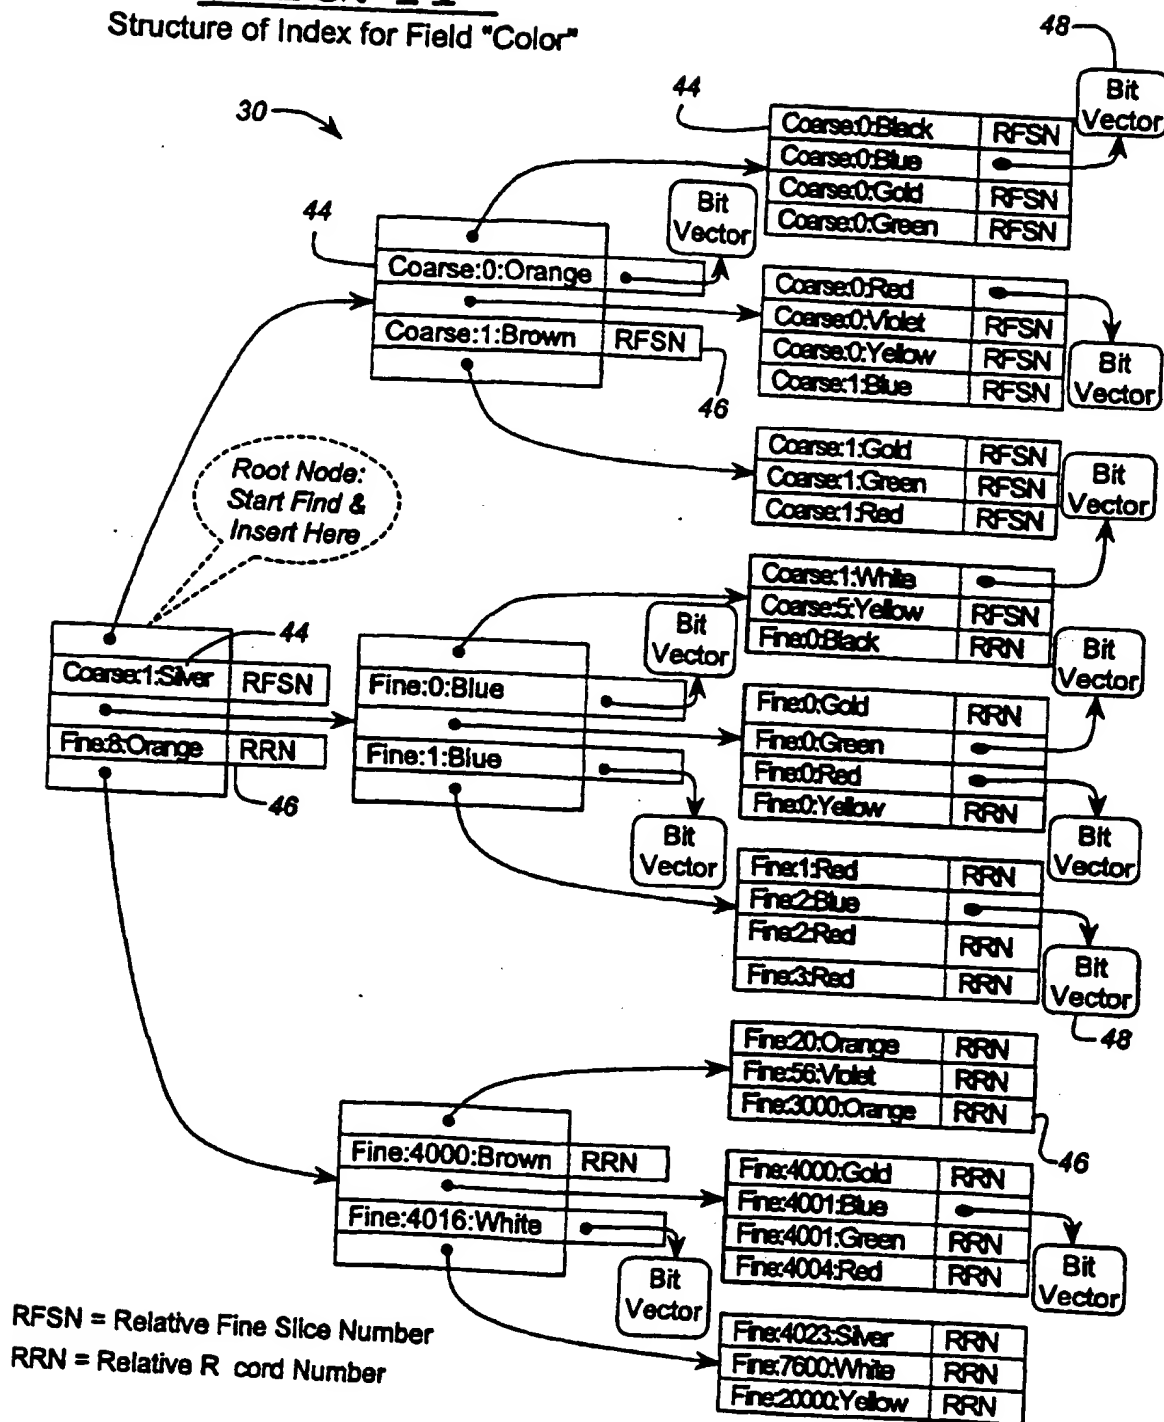 Structure of Index for Field "Color"
30
48
Bit
Vector
44
Coarse:0:Black RFSN
Coarse:0:Blue
Coarse:0:Gold RFSN
Coarse:0:Green RFSN
44
Bit
Vector
Coarse:0:Orange
Coarse:1:Brown RFSN
46
Coarse:0:Red
Coarse:0:Violet RFSN
Coarse:0:Yellow RFSN
Coarse:1:Blue RFSN
Bit
Vector
Coarse:1:Gold RFSN
Coarse:1:Green RFSN
Coarse:1:Red RFSN
Bit
Vector
Root Node:
Start Find &
Insert Here
Coarse:1:White
Coarse:5:Yellow RFSN
Fine:0:Black RRN
44
Coarse:1:Silver RFSN
Fine:8:Orange RRN
46
Bit
Vector
Fine:0:Blue
Fine:1:Blue
Bit
Vector
Bit
Vector
Fine:0:Gold RRN
Fine:0:Green
Fine:0:Red
Fine:0:Yellow RRN
Bit
Vector
Fine:1:Red RRN
Fine:2:Blue
Fine:2:Red RRN
Fine:3:Red RRN
Bit
Vector
48
Fine:20:Orange RRN
Fine:56:Violet RRN
Fine:3000:Orange RRN
46
Fine:4000:Brown RRN
Fine:4016:White
Bit
Vector
Fine:4000:Gold RRN
Fine:4001:Blue
Fine:4001:Green RRN
Fine:4004:Red RRN
Bit
Vector
Fine:4023:Silver RRN
Fine:7600:White RRN
Fine:20000:Yellow RRN
RFSN = Relative Fine Slice Number
RRN = Relative R cord Number